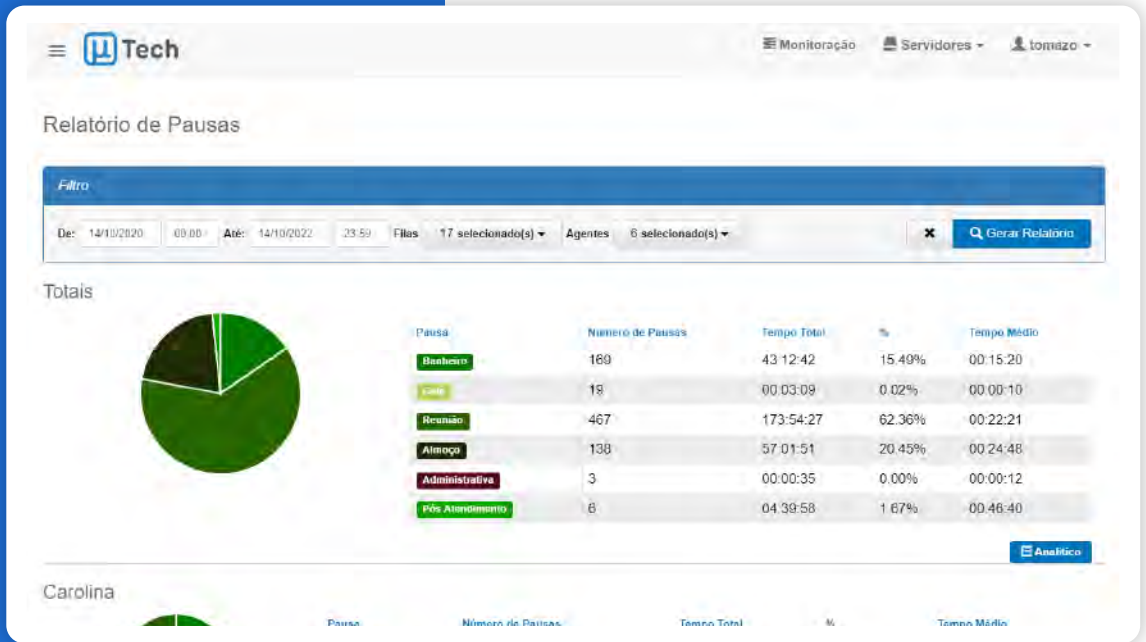 ≡ µ Tech Monitoração Servidores tomazo
Relatório de Pausas
Filtro
De: 14/10/2020 00:00 Até: 14/10/2022 23:59 Filas 17 selecionado(s) Agentes 6 selecionado(s) ✖ Gerar Relatório
Totais
Pausa Número de Pausas Tempo Total % Tempo Médio
Banheiro 169 43:12:42 15.49% 00:15:20
19 00:03:09 0.02% 00:00:10
Reunião 467 173:54:27 62.36% 00:22:21
Almoço 138 57:01:51 20.45% 00:24:48
Administrativa 3 00:00:35 0.00% 00:00:12
Pós Atendimento 6 04:39:58 1.67% 00:46:40
Analítico
Carolina
Pausa Número de Pausas Tempo Total % Tempo Médio